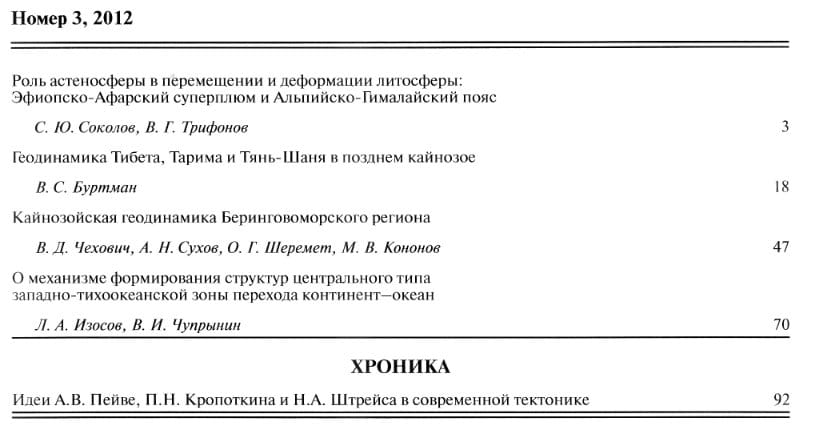 Номер 3, 2012
Роль астеносферы в перемещении и деформации литосферы:
Эфиопско-Афарский суперплюм и Альпийско-Гималайский пояс
С. Ю. Соколов, В. Г. Трифонов 3
Геодинамика Тибета, Тарима и Тянь-Шаня в позднем кайнозое
В. С. Буртман 18
Кайнозойская геодинамика Беринговоморского региона
В. Д. Чехович, А. Н. Сухов, О. Г. Шеремет, М. В. Кононов 47
О механизме формирования структур центрального типа
западно-тихоокеанской зоны перехода континент–океан
Л. А. Изосов, В. И. Чупрынин 70
ХРОНИКА
Идеи А.В. Пейве, П.Н. Кропоткина и Н.А. Штрейса в современной тектонике 92